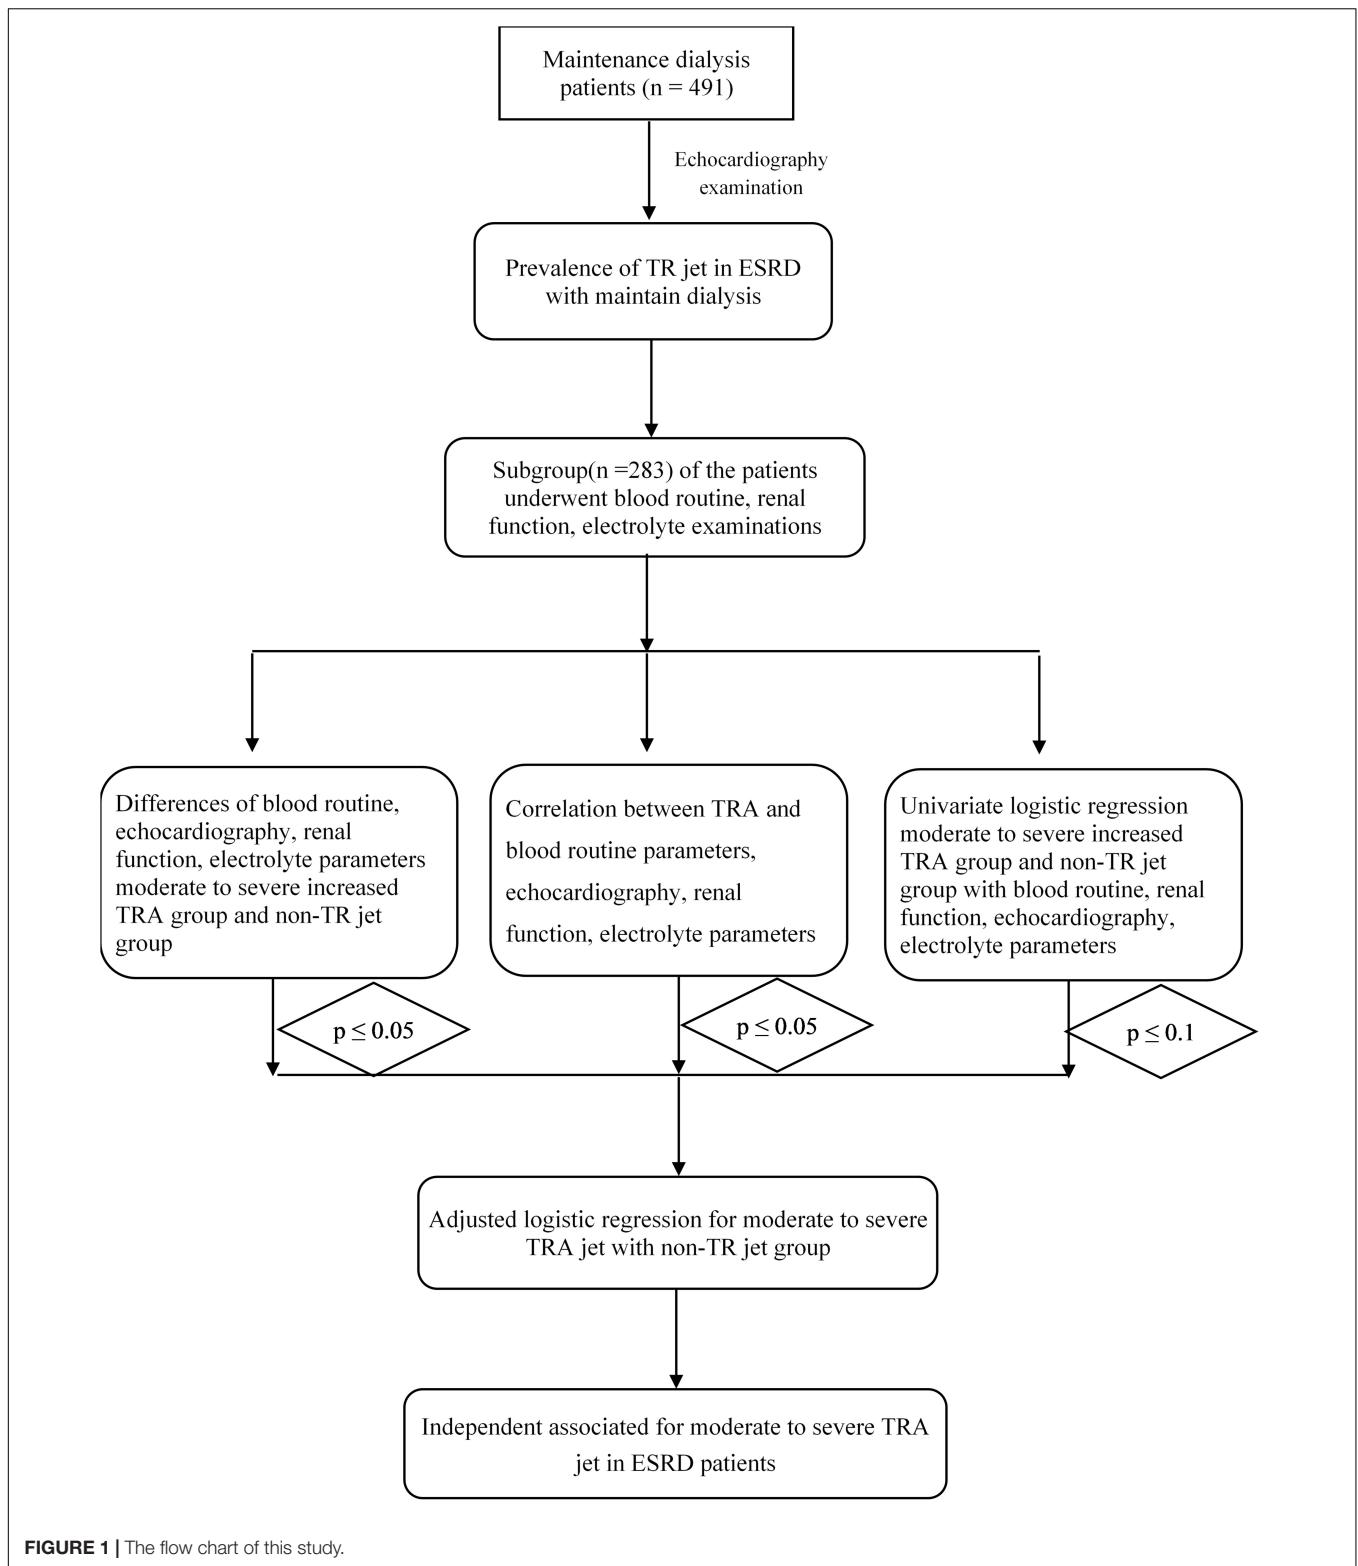 Maintenance dialysis
patients (n = 491)
Echocardiography
examination
Prevalence of TR jet in ESRD
with maintain dialysis
Subgroup(n =283) of the patients
underwent blood routine, renal
function, electrolyte examinations
Differences of blood routine,
echocardiography, renal
function, electrolyte parameters
moderate to severe increased
TRA group and non-TR jet
group
Correlation between TRA and
blood routine parameters,
echocardiography, renal
function, electrolyte parameters
Univariate logistic regression
moderate to severe increased
TRA group and non-TR jet
group with blood routine, renal
function, echocardiography,
electrolyte parameters
p ≤ 0.05
p ≤ 0.05
p ≤ 0.1
Adjusted logistic regression for moderate to severe
TRA jet with non-TR jet group
Independent associated for moderate to severe TRA
jet in ESRD patients
FIGURE 1 | The flow chart of this study.